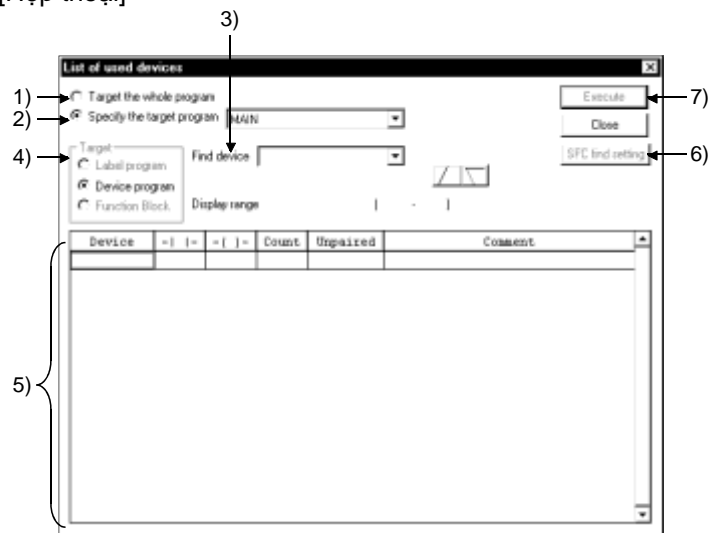 [Hộp thoại]
3)
List of used devices
1) Target the whole program Execute 7)
2) Specify the target program MAIN Close
4) Target Find device SFC find setting 6)
Label program
Device program
Function Block Display range ( - )
Device -| |- -( )- Count Unpaired Comment
5)